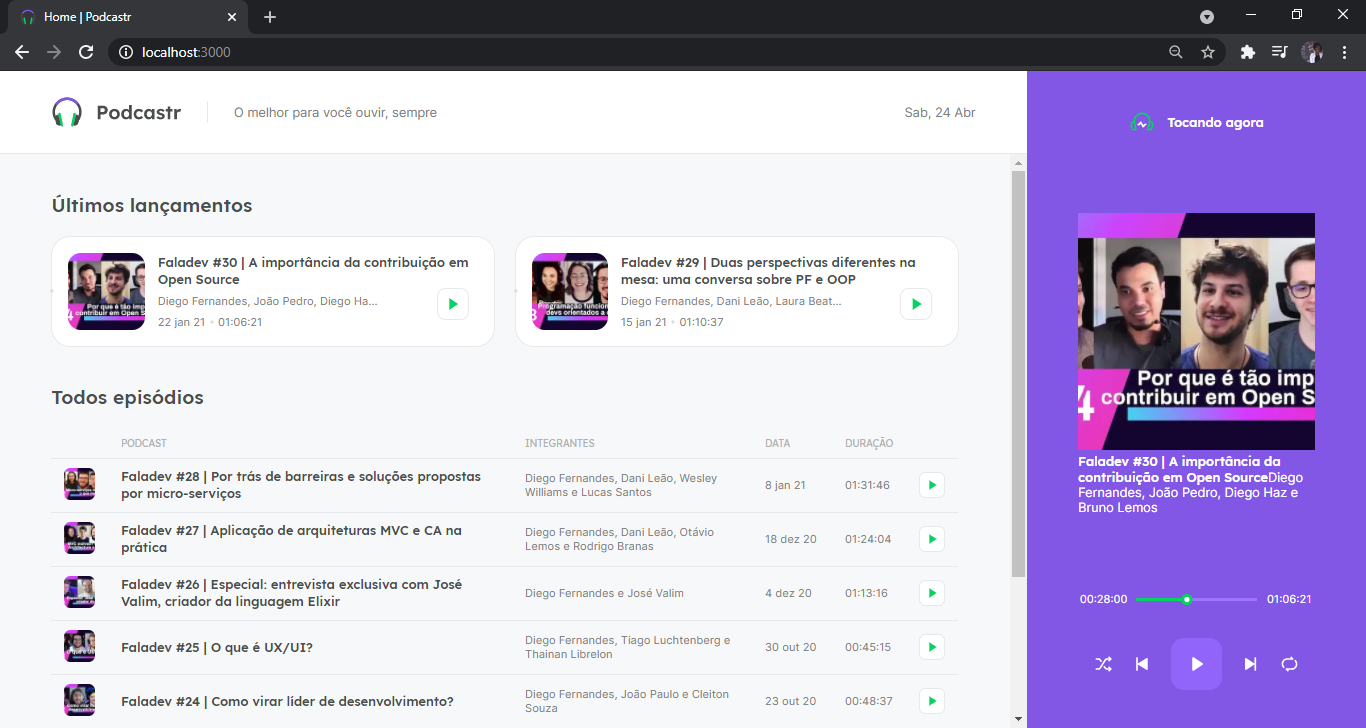 Home | Podcastr
localhost:3000
Podcastr
O melhor para você ouvir, sempre
Sab, 24 Abr
Últimos lançamentos
Faladev #30 | A importância da contribuição em
Open Source
Diego Fernandes, João Pedro, Diego Ha...
22 jan 21 • 01:06:21
Faladev #29 | Duas perspectivas diferentes na
mesa: uma conversa sobre PF e OOP
Diego Fernandes, Dani Leão, Laura Beat...
15 jan 21 • 01:10:37
Todos episódios
PODCAST INTEGRANTES DATA DURAÇÃO
Faladev #28 | Por trás de barreiras e soluções propostas
por micro-serviços
Diego Fernandes, Dani Leão, Wesley
Williams e Lucas Santos
8 jan 21
01:31:46
Faladev #27 | Aplicação de arquiteturas MVC e CA na
prática
Diego Fernandes, Dani Leão, Otávio
Lemos e Rodrigo Branas
18 dez 20
01:24:04
Faladev #26 | Especial: entrevista exclusiva com José
Valim, criador da linguagem Elixir
Diego Fernandes e José Valim
4 dez 20
01:13:16
Faladev #25 | O que é UX/UI?
Diego Fernandes, Tiago Luchtenberg e
Thainan Librelon
30 out 20
00:45:15
Faladev #24 | Como virar líder de desenvolvimento?
Diego Fernandes, João Paulo e Cleiton
Souza
23 out 20
00:48:37
Tocando agora
Por que é tão imp
4 contribuir em Open S
Faladev #30 | A importância da
contribuição em Open SourceDiego
Fernandes, João Pedro, Diego Haz e
Bruno Lemos
00:28:00 01:06:21